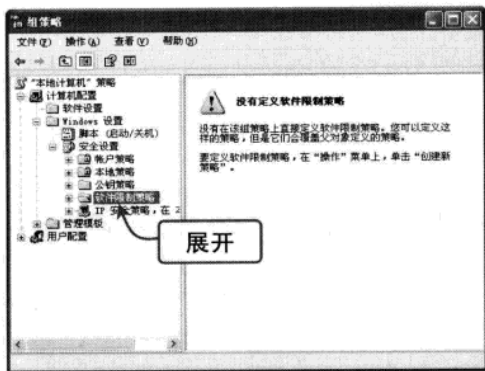 组策略
文件(F) 操作(A) 查看(V) 帮助(H)
“本地计算机”策略
计算机配置
软件设置
Windows 设置
脚本（启动/关机）
安全设置
帐户策略
本地策略
公钥策略
软件限制策略
IP 安全策略，在
管理模板
用户配置
展开
没有定义软件限制策略
没有在该组策略上直接定义软件限制策略。您可以定义这
样的策略，但是它们会覆盖父对象定义的策略。
要定义软件限制策略，在“操作”菜单上，单击“创建新
策略”。